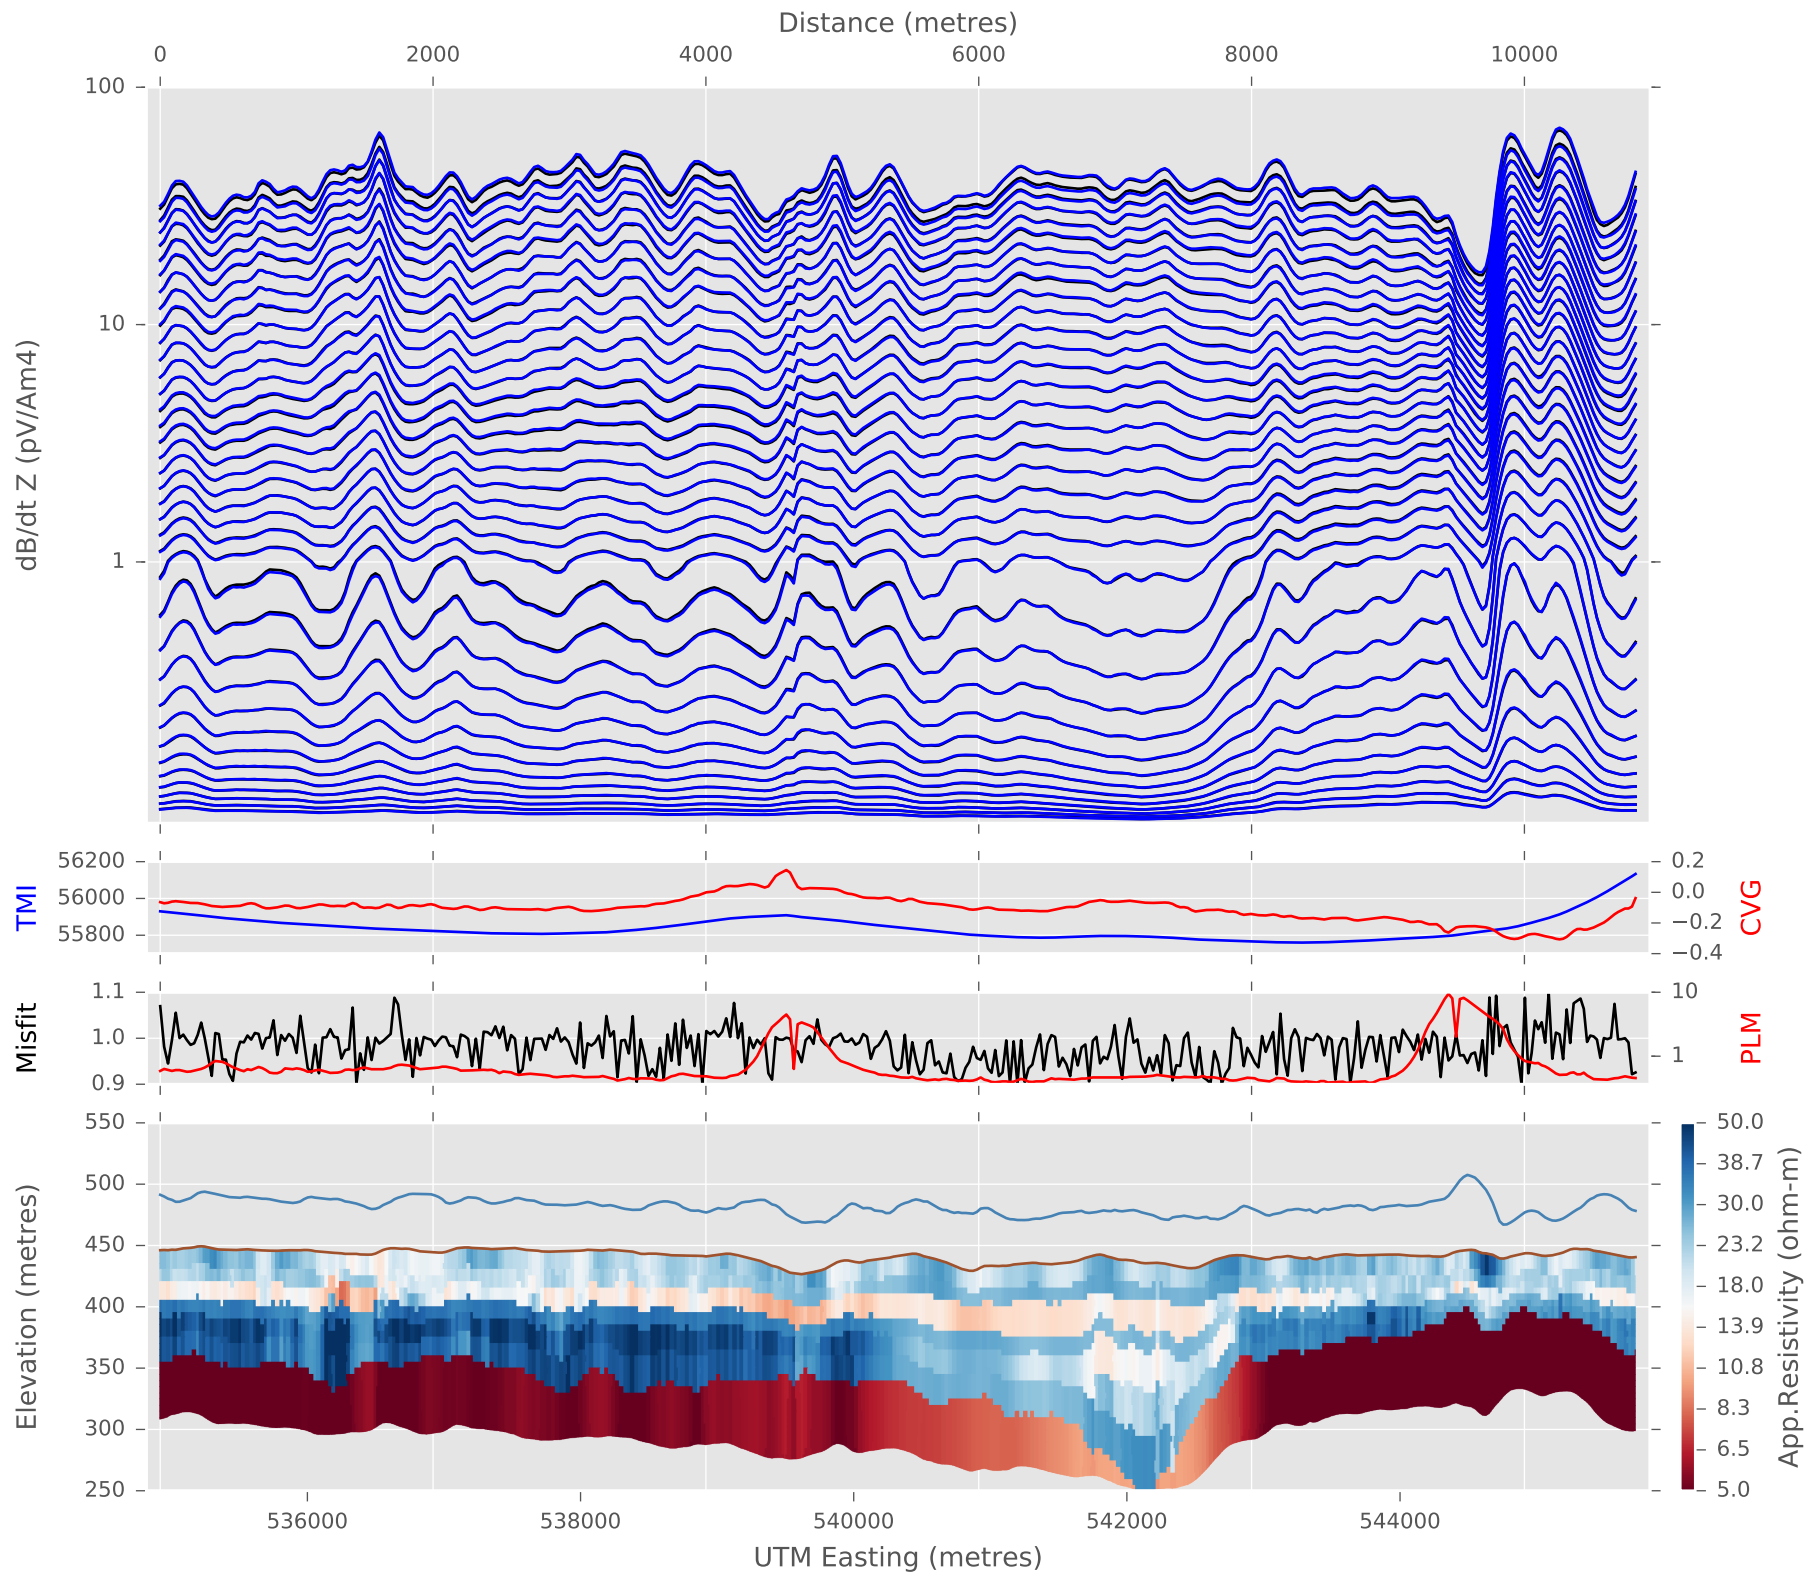 Distance (metres)
0 2000 4000 6000 8000 10000
dB/dt Z (pV/Am4)
100
10
1
TMI
56200
56000
55800
0.2
0.0
−0.2
−0.4
CVG
Misfit
1.1
1.0
0.9
10
1
PLM
Elevation (metres)
550
500
450
400
350
300
250
536000 538000 540000 542000 544000
UTM Easting (metres)
50.0
38.7
30.0
23.2
18.0
13.9
10.8
8.3
6.5
5.0
App.Resistivity (ohm-m)